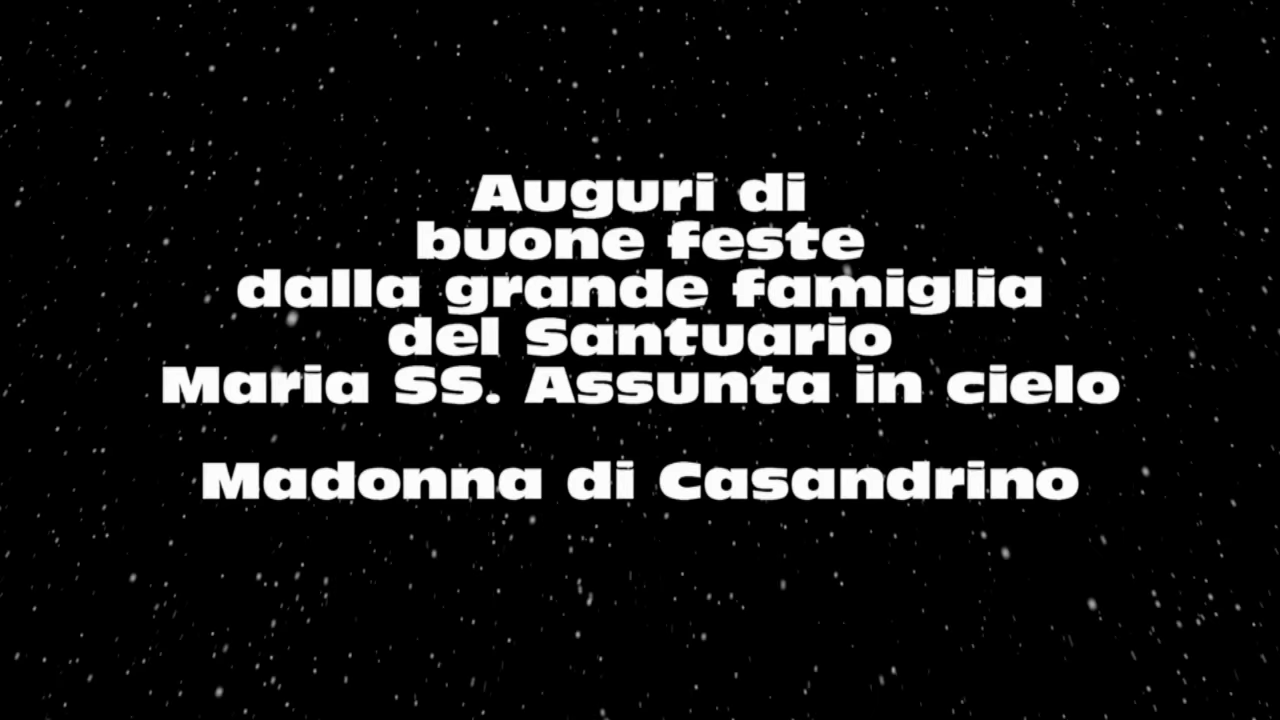 Auguri di
buone feste
dalla grande famiglia
del Santuario
Maria SS. Assunta in cielo
Madonna di Casandrino